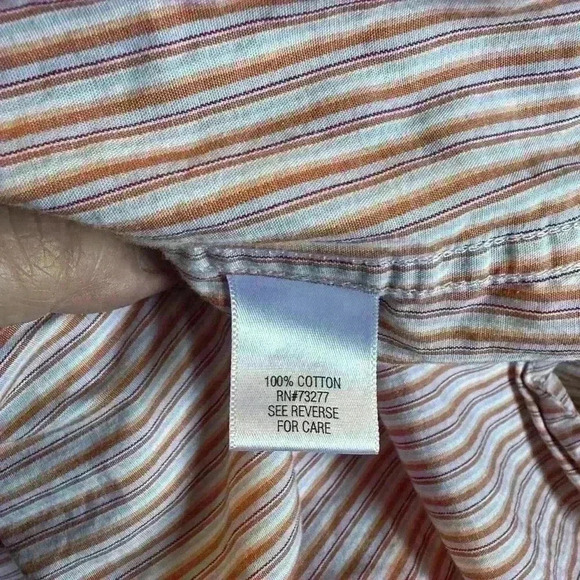 100% COTTON
RN#73277
SEE REVERSE
FOR CARE